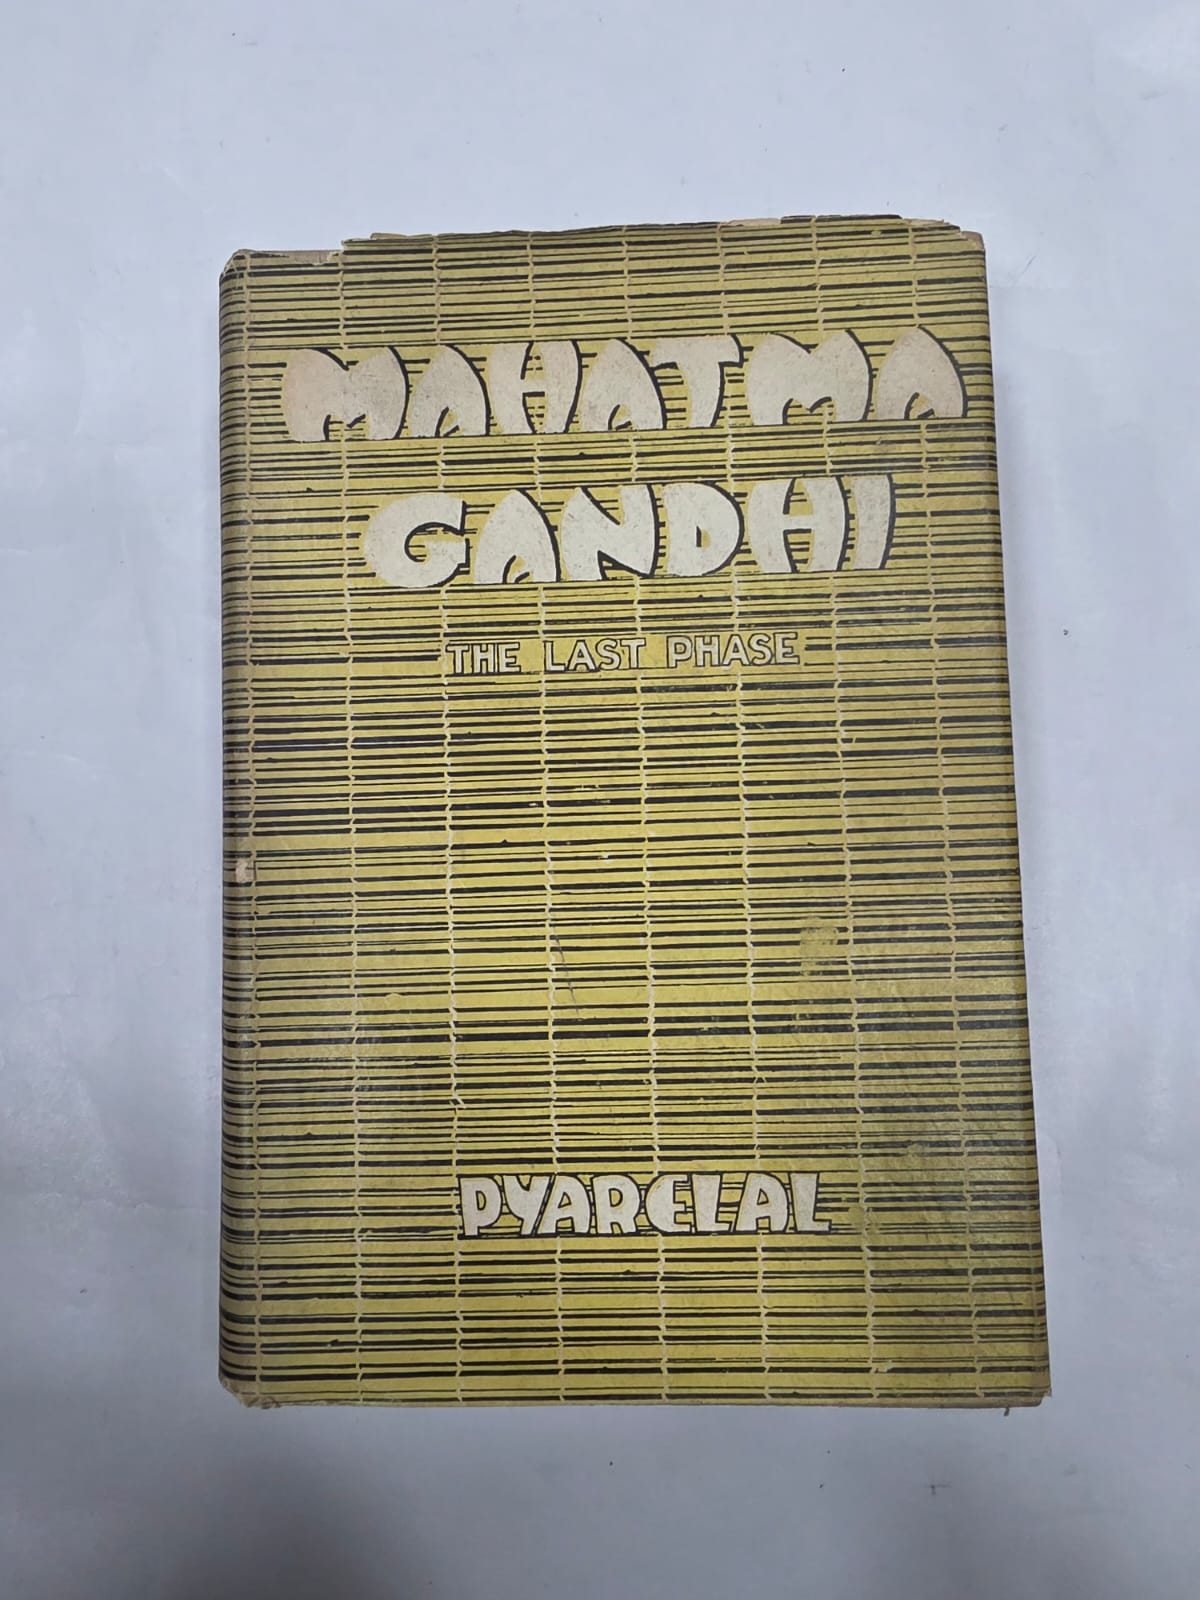 MAHATMA
GANDHI
THE LAST PHASE
PYARELAL